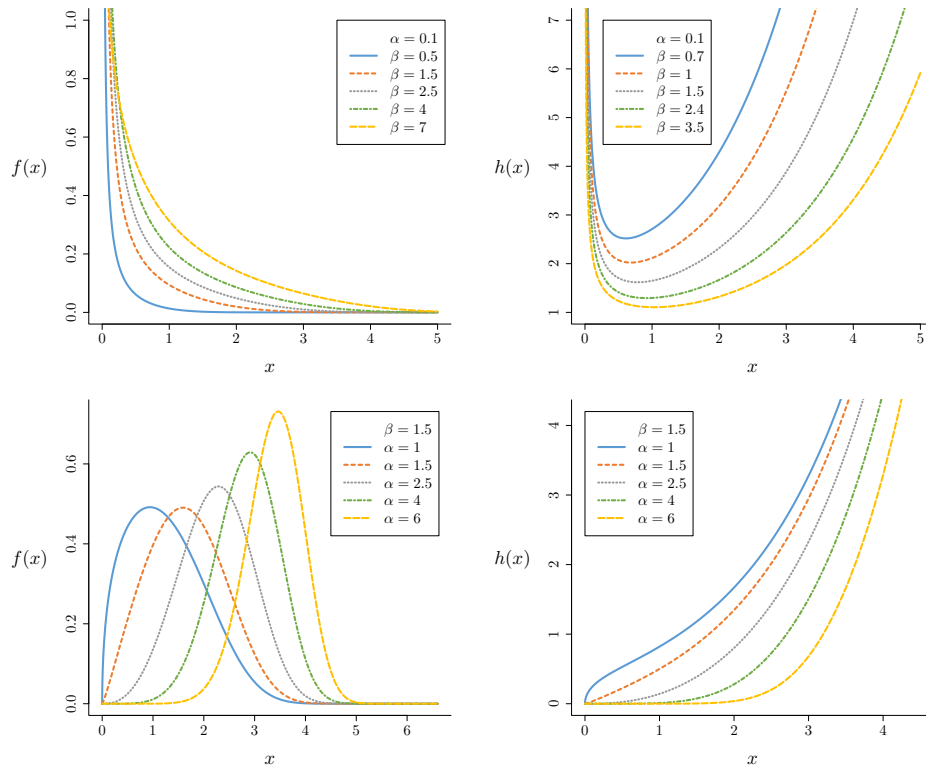 f(x)
1.0
0.8
0.6
0.4
0.2
0.0
α = 0.1
β = 0.5
β = 1.5
β = 2.5
β = 4
β = 7
0 1 2 3 4 5
x
h(x)
7
6
5
4
3
2
1
α = 0.1
β = 0.7
β = 1
β = 1.5
β = 2.4
β = 3.5
0 1 2 3 4 5
x
f(x)
0.6
0.4
0.2
0.0
β = 1.5
α = 1
α = 1.5
α = 2.5
α = 4
α = 6
0 1 2 3 4 5 6
x
h(x)
4
3
2
1
0
β = 1.5
α = 1
α = 1.5
α = 2.5
α = 4
α = 6
0 1 2 3 4
x